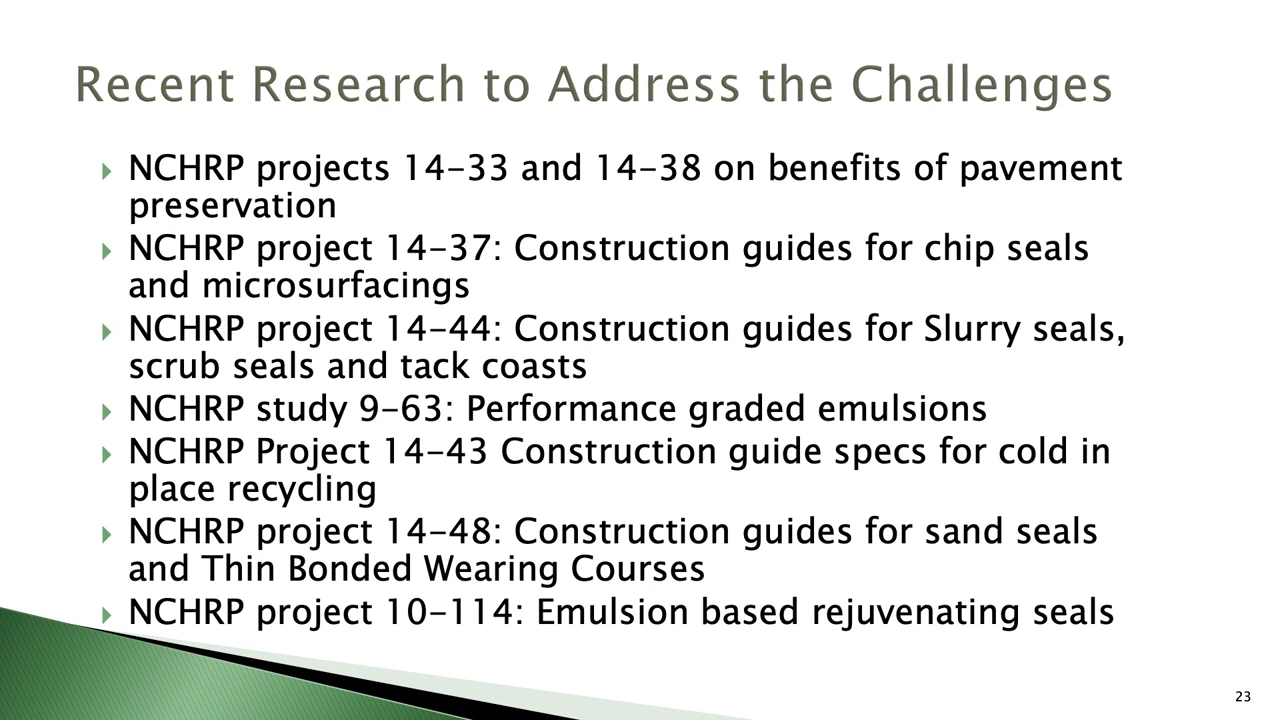 Recent Research to Address the Challenges
NCHRP projects 14-33 and 14-38 on benefits of pavement
preservation
NCHRP project 14-37: Construction guides for chip seals
and microsurfacings
NCHRP project 14-44: Construction guides for Slurry seals,
scrub seals and tack coasts
NCHRP study 9-63: Performance graded emulsions
NCHRP Project 14-43 Construction guide specs for cold in
place recycling
NCHRP project 14-48: Construction guides for sand seals
and Thin Bonded Wearing Courses
NCHRP project 10-114: Emulsion based rejuvenating seals
23